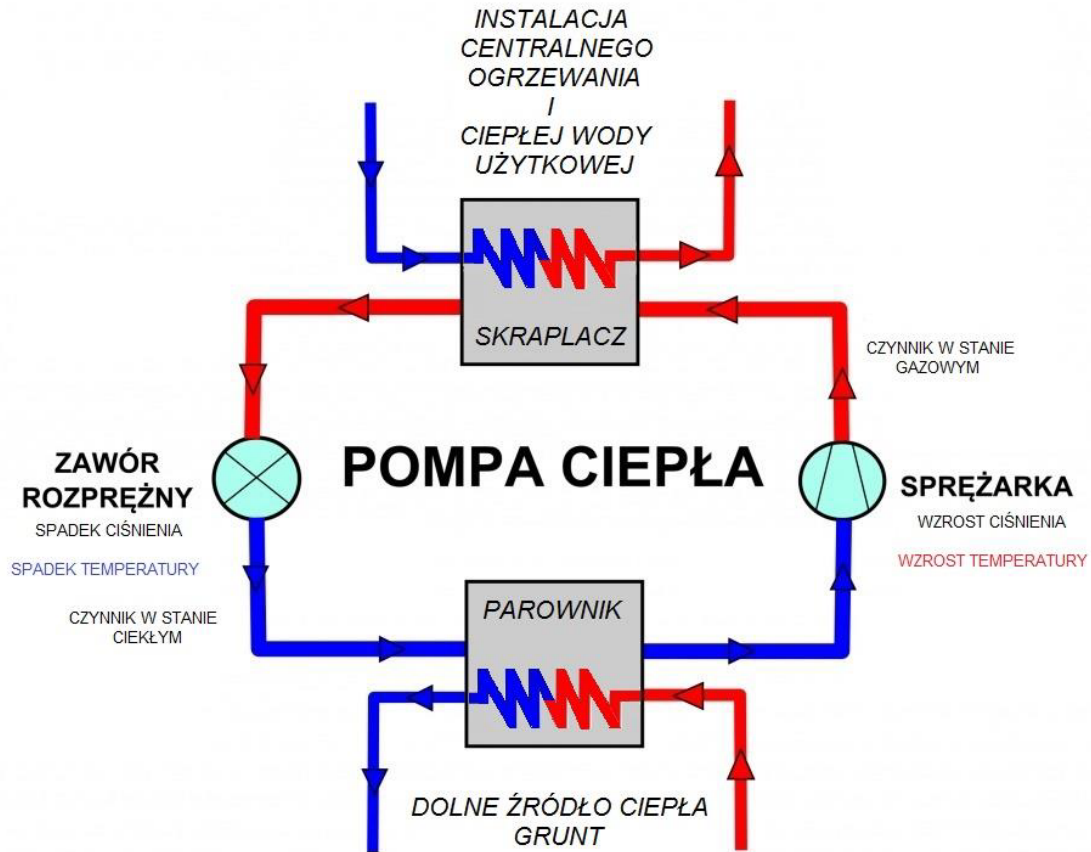 INSTALACJA
CENTRALNEGO
OGRZEWANIA
I
CIEPŁEJ WODY
UŻYTKOWEJ
SKRAPLACZ
CZYNNIK W STANIE
GAZOWYM
ZAWÓR
ROZPRĘŻNY
SPADEK CIŚNIENIA
SPADEK TEMPERATURY
CZYNNIK W STANIE
CIEKŁYM
POMPA CIEPŁA
SPRĘŻARKA
WZROST CIŚNIENIA
WZROST TEMPERATURY
PAROWNIK
DOLNE ŹRÓDŁO CIEPŁA
GRUNT